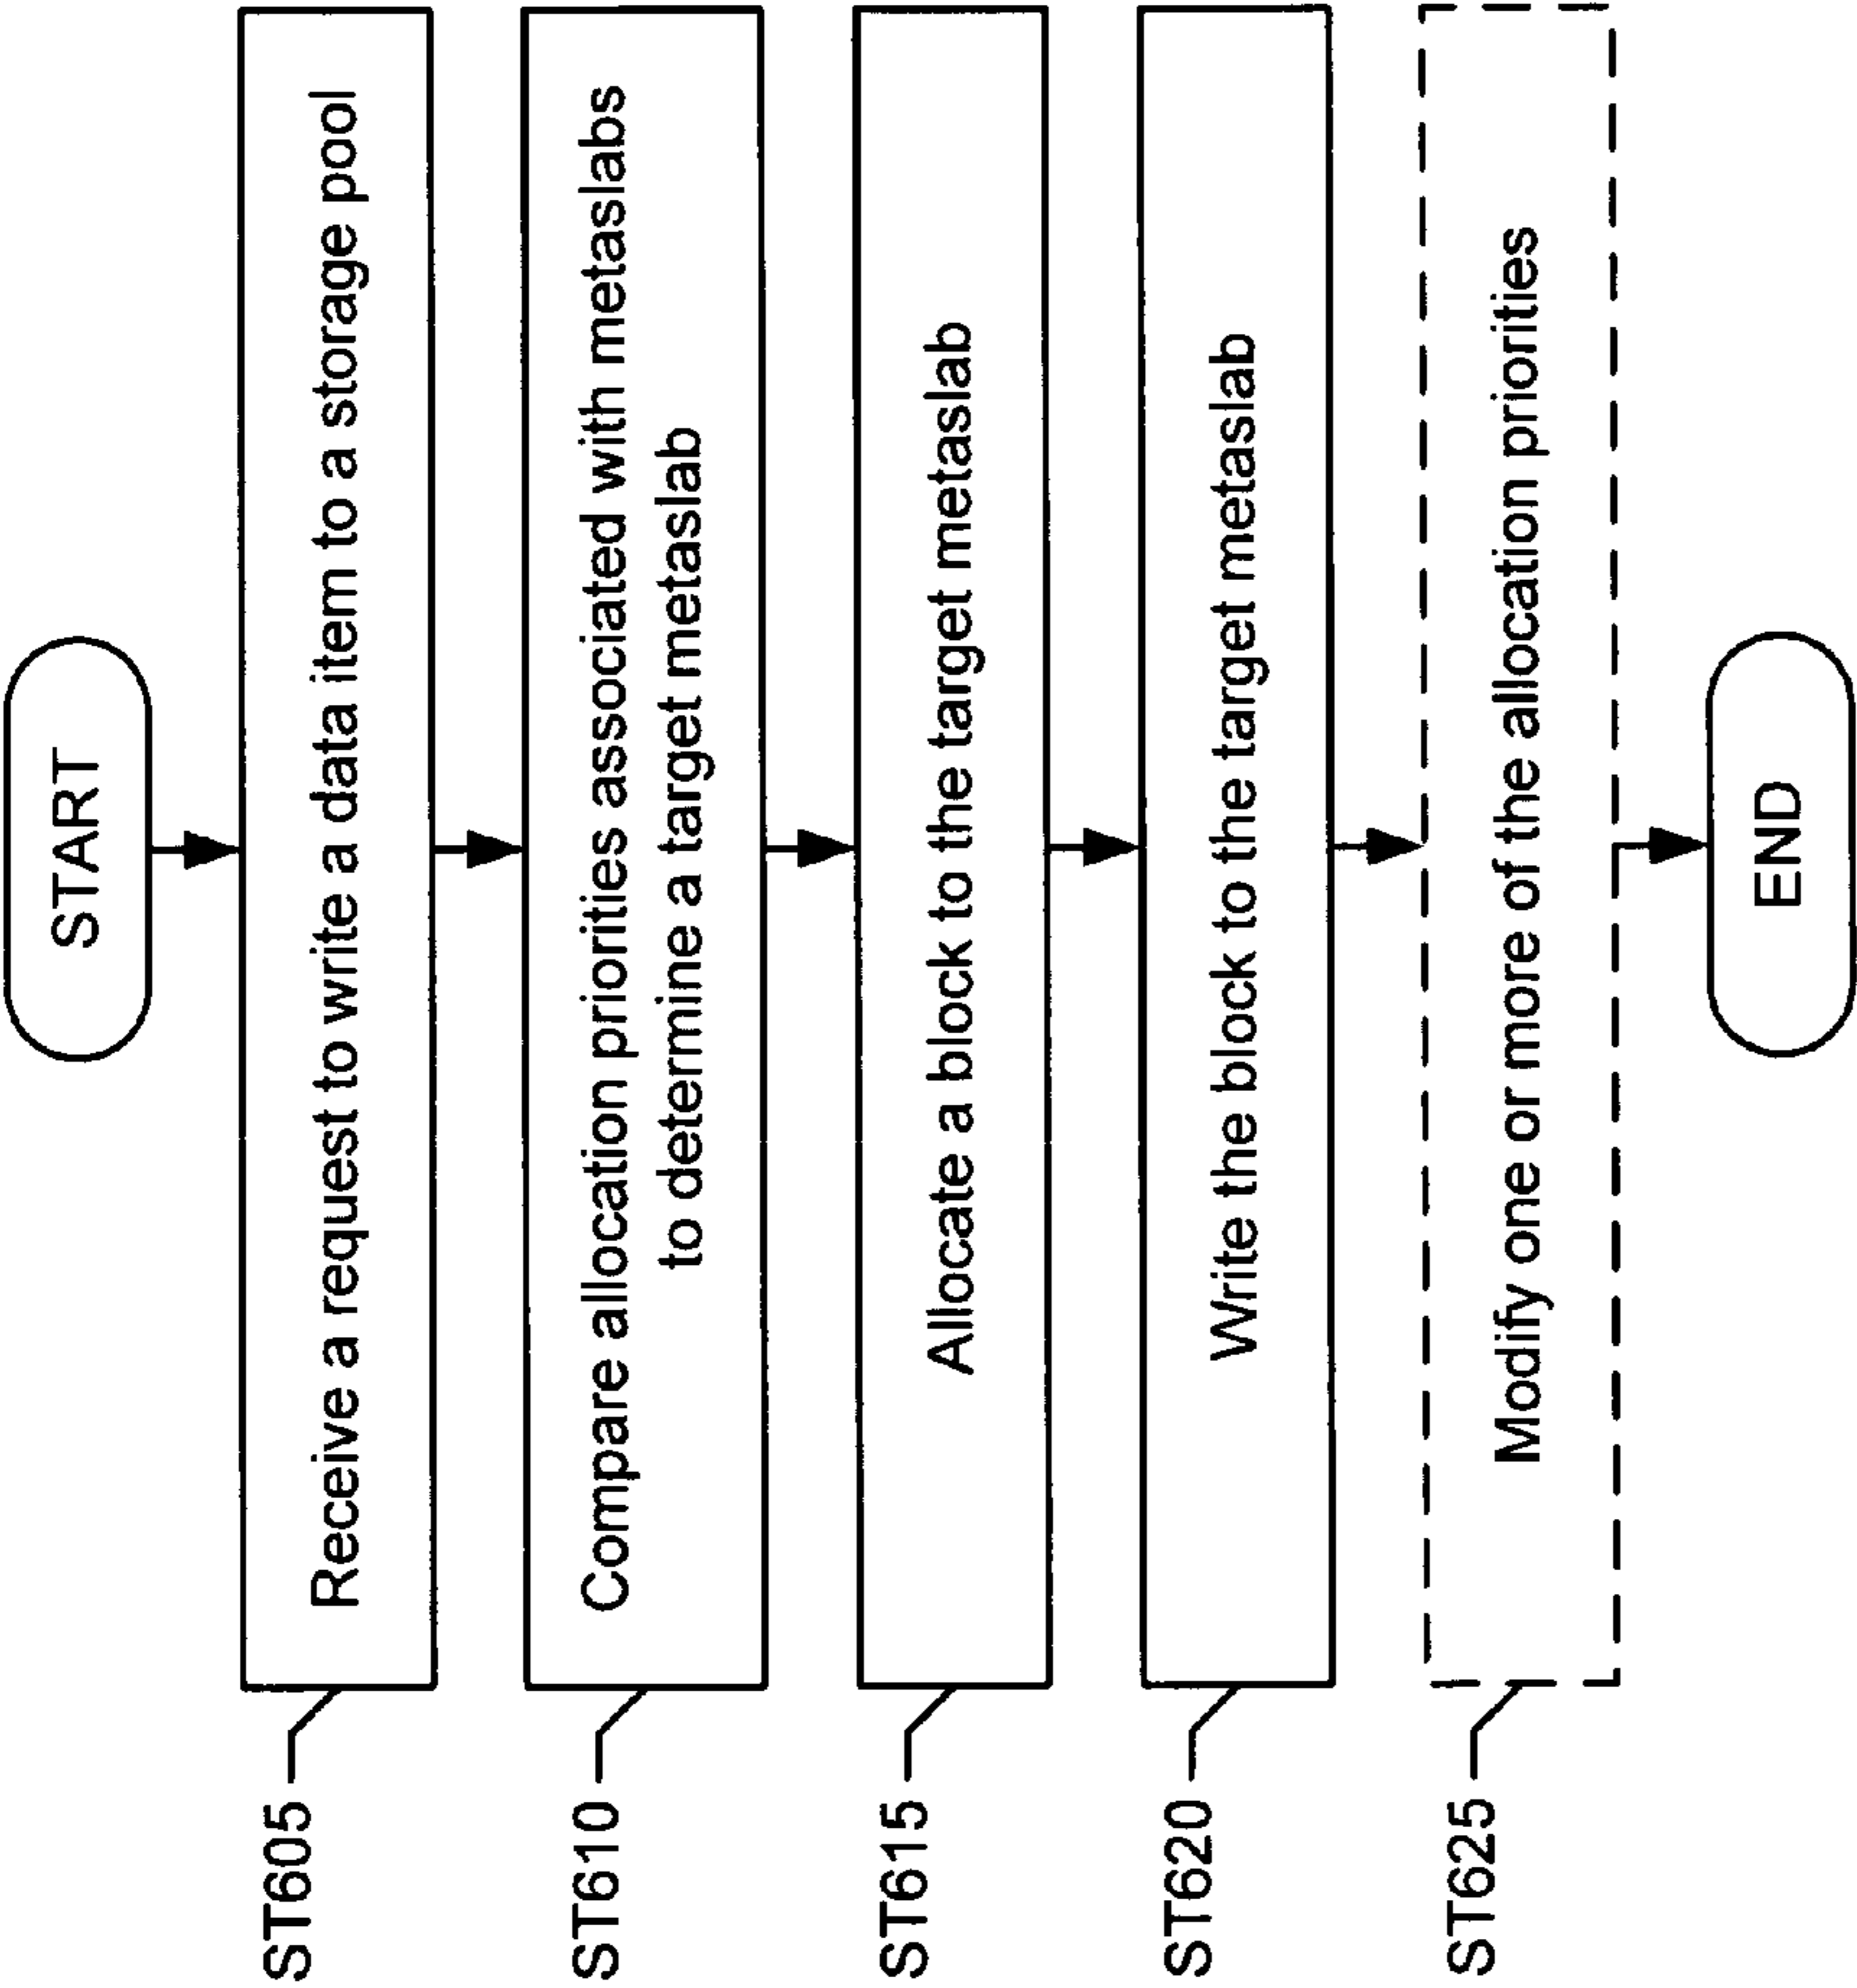 START
ST605
Receive a request to write a data item to a storage pool
ST610
Compare allocation priorities associated with metaslabs
to determine a target metaslab
ST615
Allocate a block to the target metaslab
ST620
Write the block to the target metaslab
ST625
Modify one or more of the allocation priorities
END